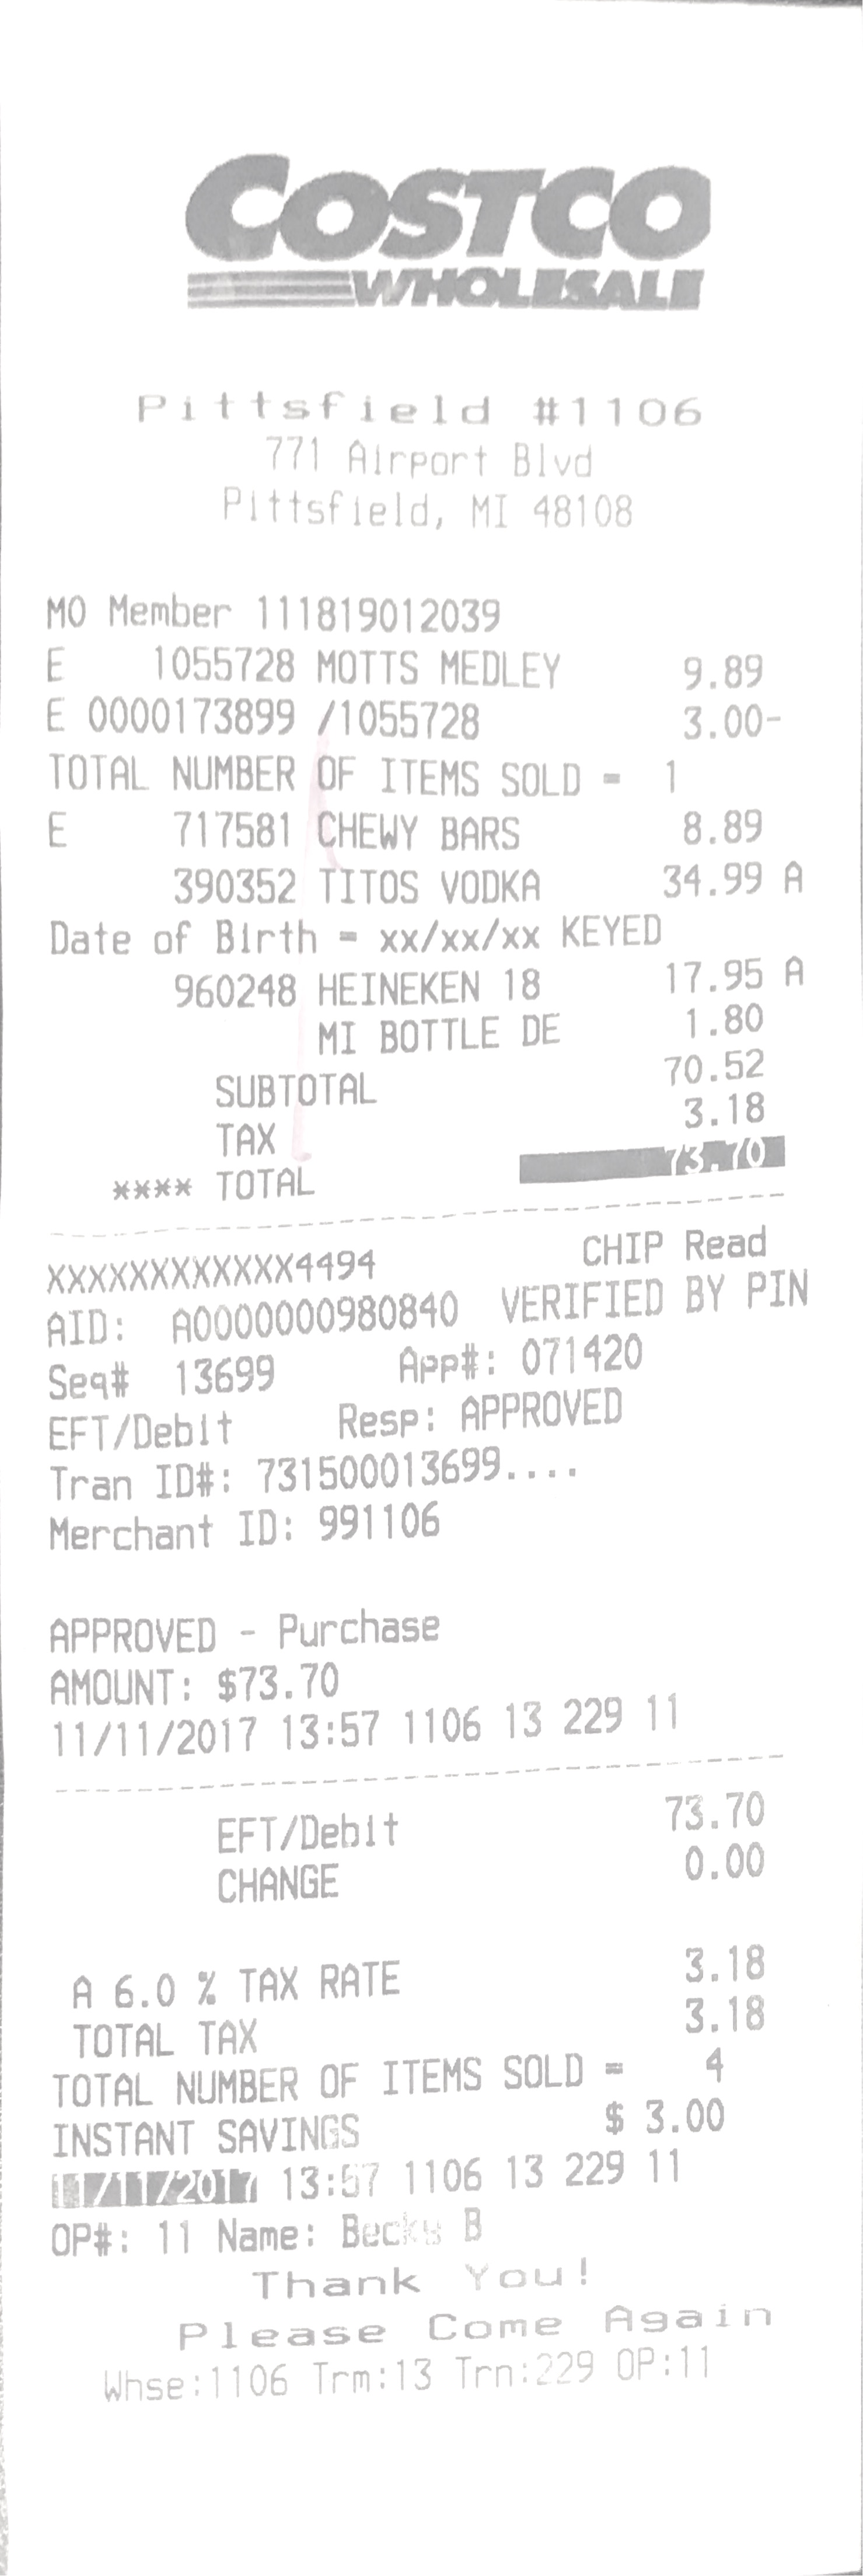 COSTCO
WHOLESALE
Pittsfield #1106
771 Airport Blvd
Pittsfield, MI 48108
MO Member 111819012039
E 1055728 MOTTS MEDLEY 9.89
E 0000173899 /1055728 3.00-
TOTAL NUMBER OF ITEMS SOLD = 1
E 717581 CHEWY BARS 8.89
390352 TITOS VODKA 34.99 A
Date of Birth = xx/xx/xx KEYED
960248 HEINEKEN 18 17.95 A
MI BOTTLE DE 1.80
SUBTOTAL 70.52
TAX 3.18
**** TOTAL 73.70
XXXXXXXXXXXX4494 CHIP Read
AID: A0000000980840 VERIFIED BY PIN
Seq# 13699 App#: 071420
EFT/Debit Resp: APPROVED
Tran ID#: 731500013699....
Merchant ID: 991106
APPROVED - Purchase
AMOUNT: $73.70
11/11/2017 13:57 1106 13 229 11
EFT/Debit 73.70
CHANGE 0.00
A 6.0 % TAX RATE 3.18
TOTAL TAX 3.18
TOTAL NUMBER OF ITEMS SOLD = 4
INSTANT SAVINGS $ 3.00
11/11/2017 13:57 1106 13 229 11
OP#: 11 Name: Becky B
Thank You!
Please Come Again
Whse:1106 Trm:13 Trn:229 OP:11